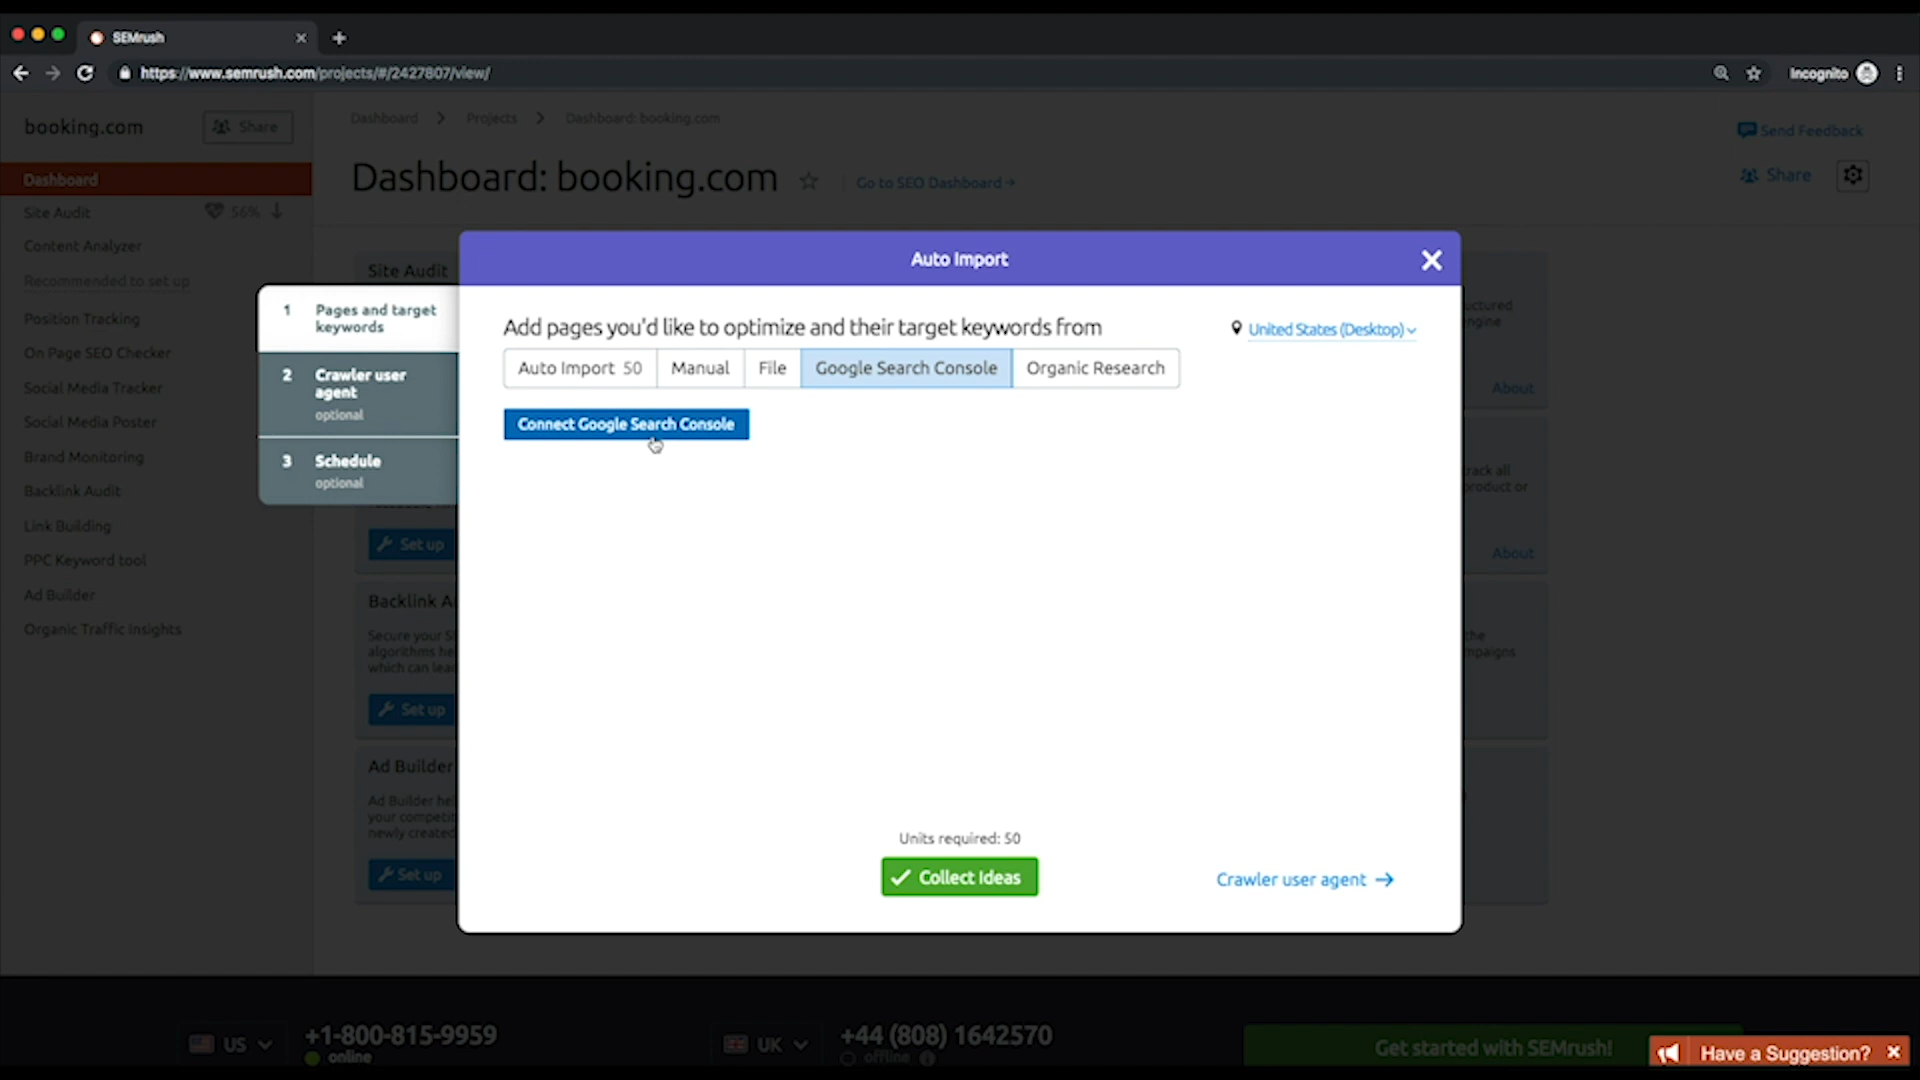 SEMrush
https://www.semrush.com/projects/#/2427807/view/
Incognito
booking.com
Share
Dashboard
Site Audit
56%
Content Analyzer
Recommended to set up
Position Tracking
On Page SEO Checker
Social Media Tracker
Social Media Poster
Brand Monitoring
Backlink Audit
Link Building
PPC Keyword tool
Ad Builder
Organic Traffic Insights
Dashboard > Projects > Dashboard: booking.com
Send Feedback
Dashboard: booking.com
Go to SEO Dashboard →
Share
Site Audit
Auto Import
1 Pages and target
keywords
2 Crawler user
agent
optional
3 Schedule
optional
Add pages you'd like to optimize and their target keywords from
United States (Desktop)
Auto Import 50
Manual
File
Google Search Console
Organic Research
Connect Google Search Console
Units required: 50
Collect Ideas
Crawler user agent →
About
rack all
product or
About
Set up
Backlink A
Secure your S
algorithms he
which can lea
the
mpaigns
Set up
Ad Builder
Ad Builder hel
your competi
newly created
Set up
US
+1-800-815-9959
online
UK
+44 (808) 1642570
offline
Get started with SEMrush!
Have a Suggestion?